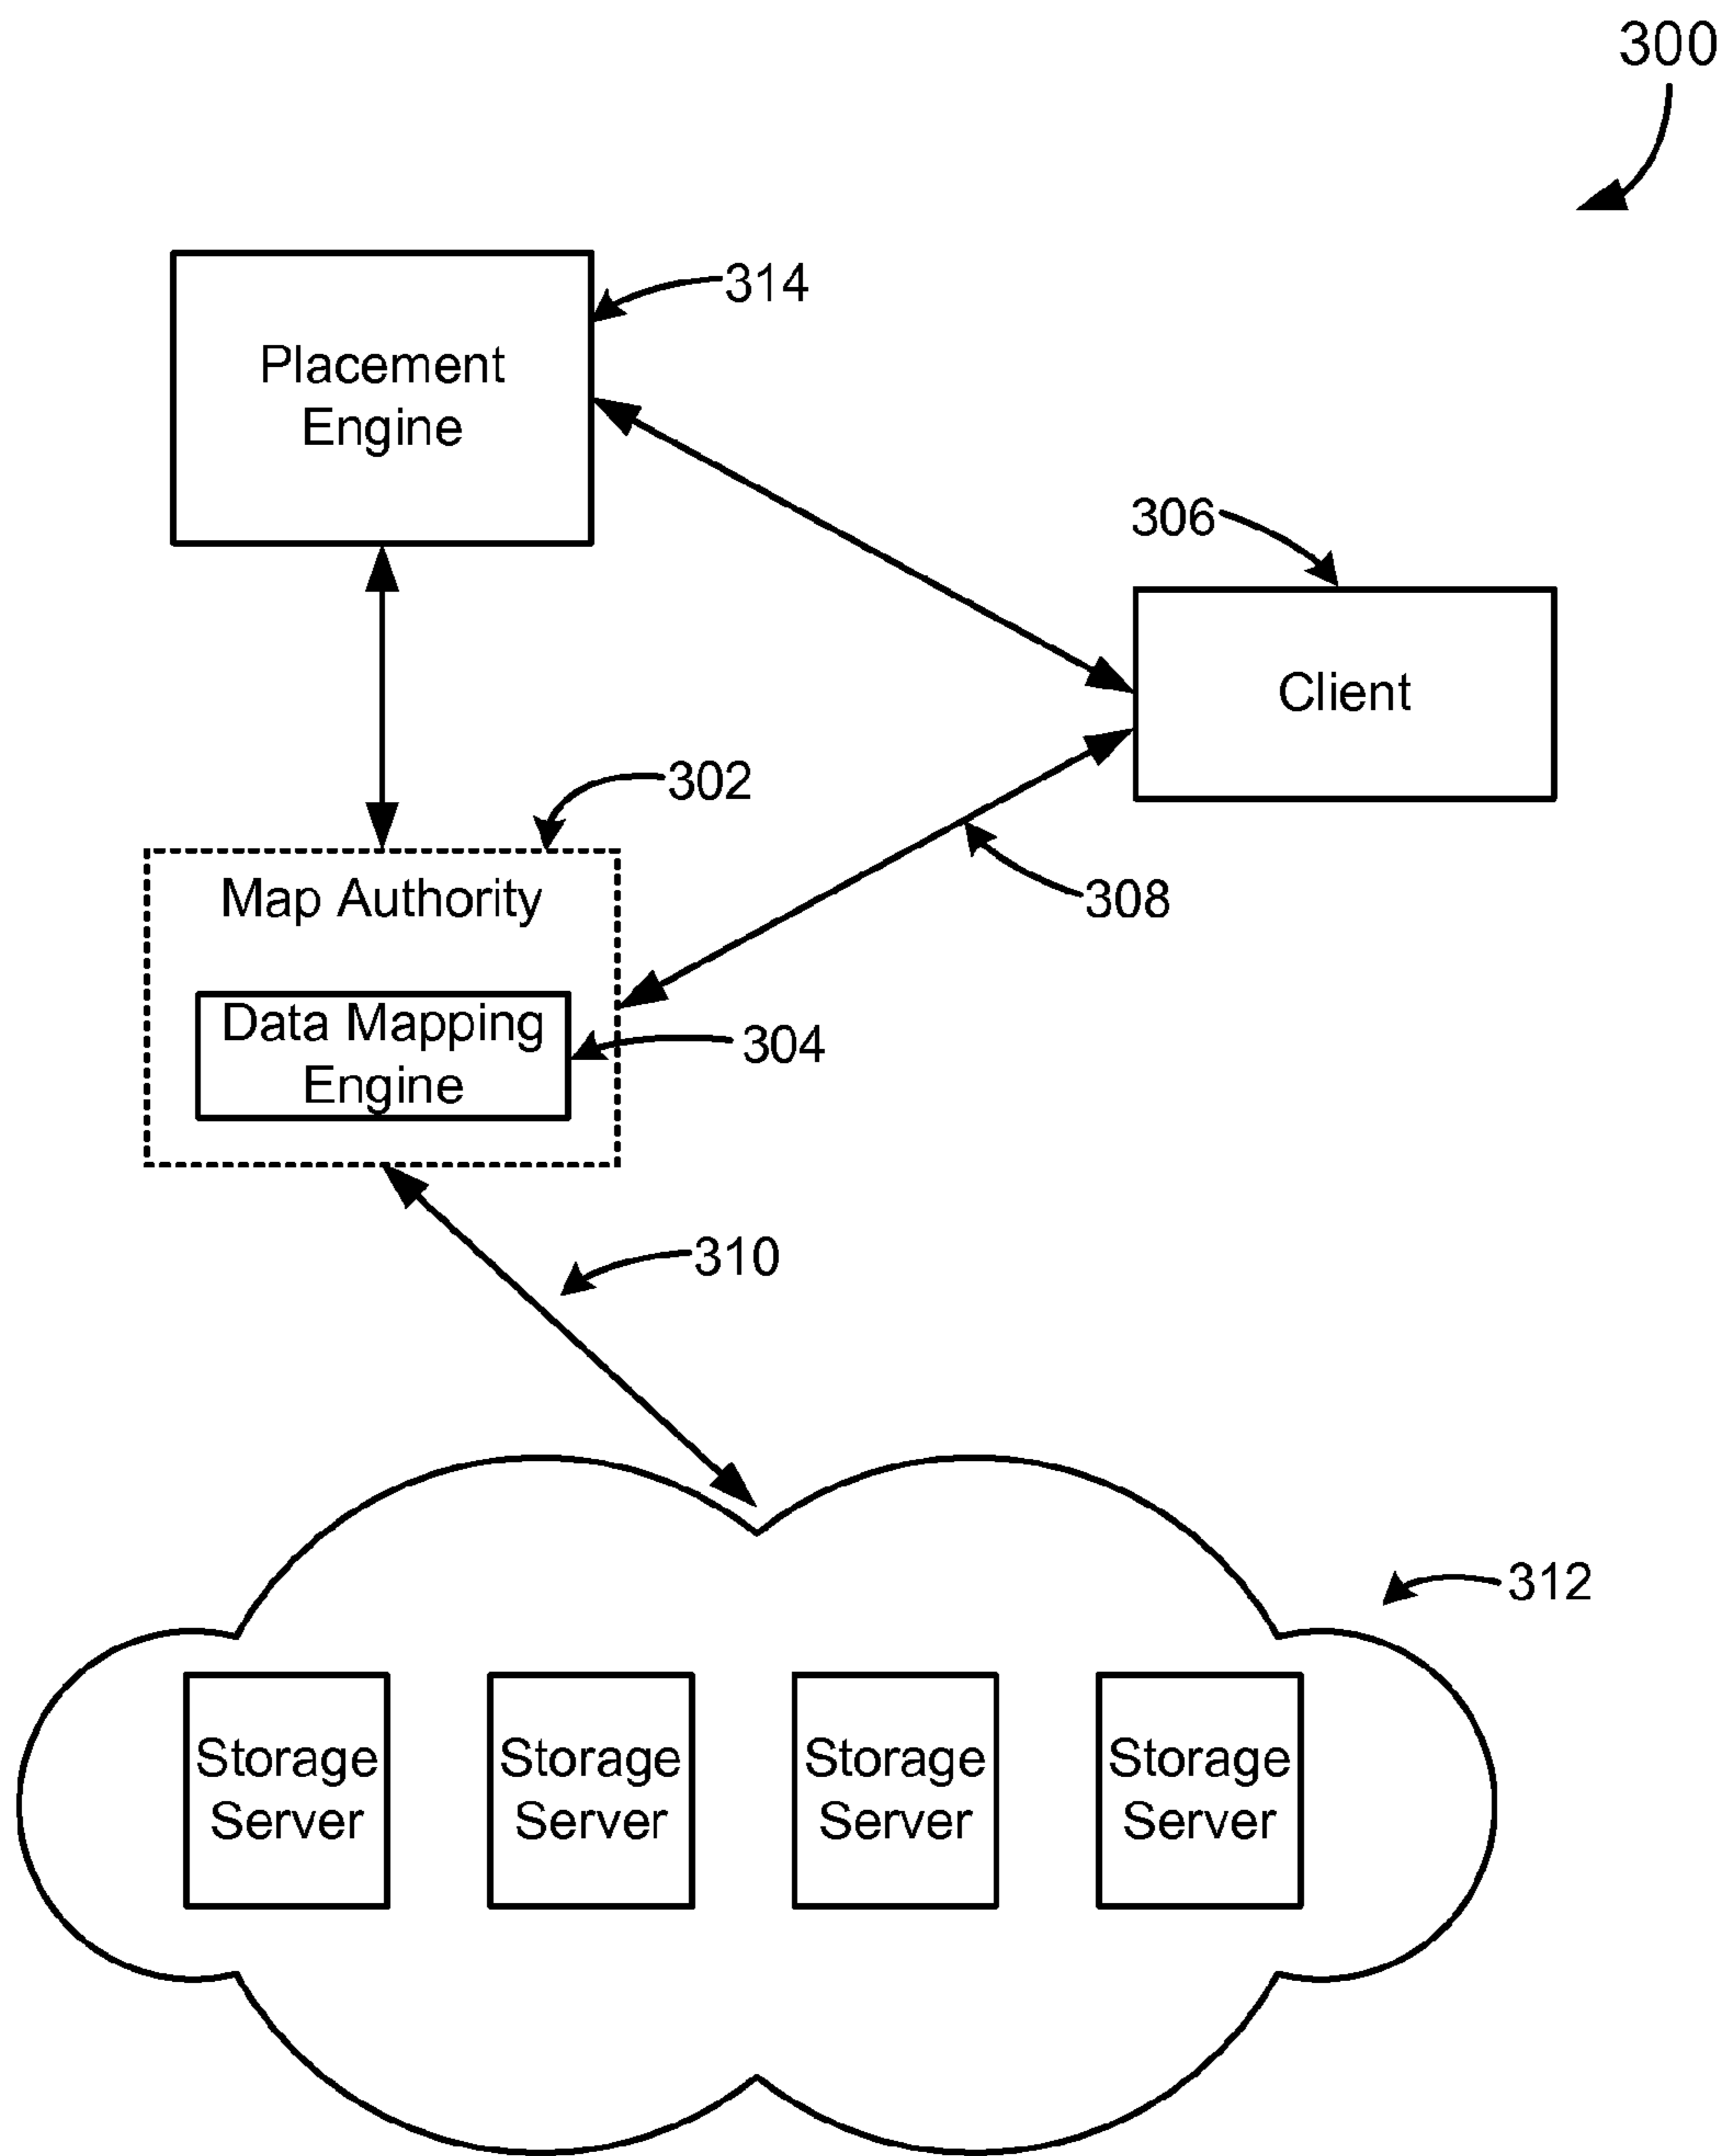 300
314
Placement
Engine
306
Client
302
Map Authority
308
Data Mapping
Engine
304
310
312
Storage
Server
Storage
Server
Storage
Server
Storage
Server